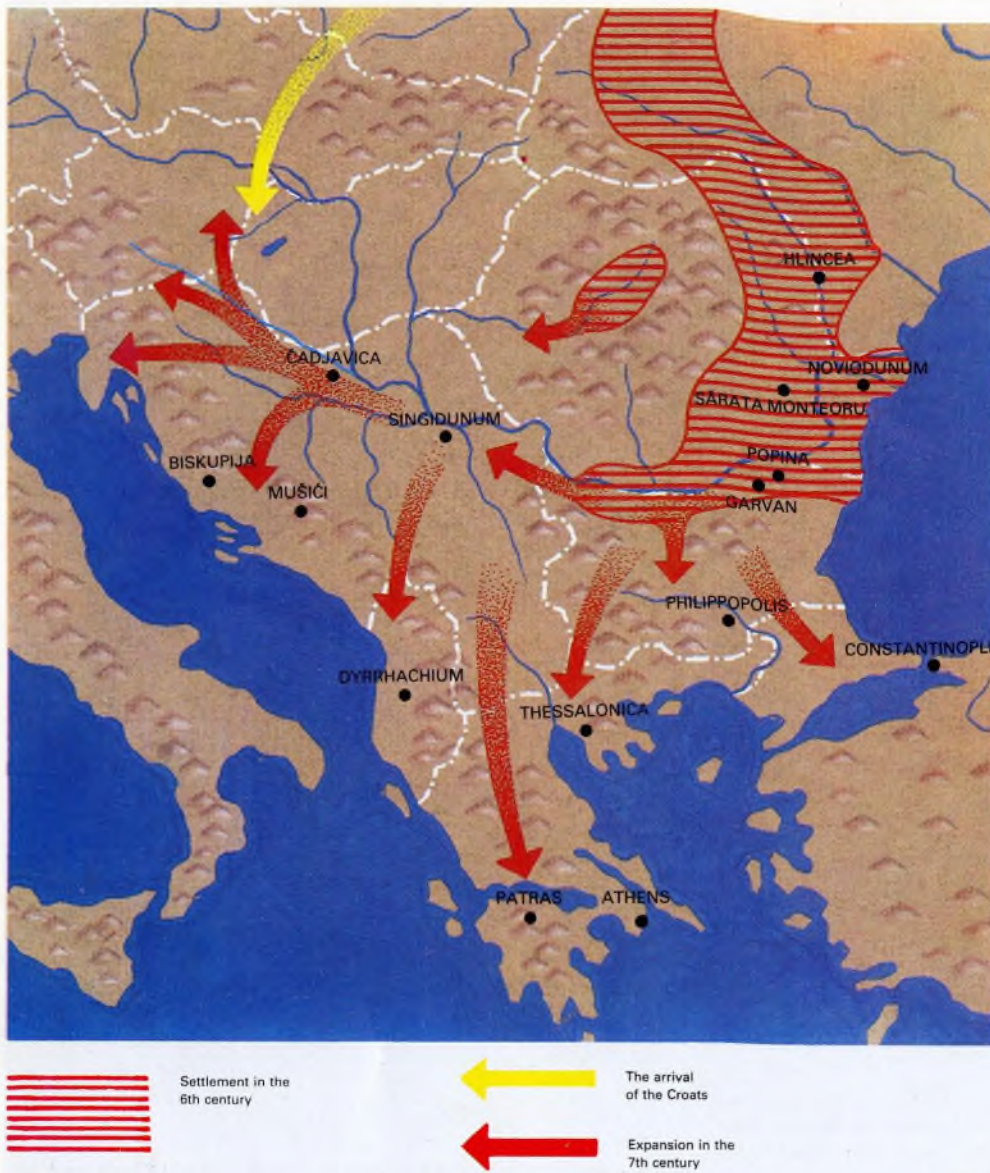 HLINCEA
NOVIODUNUM
ČADJAVICA
SĂRATA MONTEORU
SINGIDUNUM
POPINA
BISKUPIJA
GARVAN
MUŠIĆI
PHILIPPOPOLIS
CONSTANTINOPLE
DYRRHACHIUM
THESSALONICA
PATRAS
ATHENS
Settlement in the
6th century
The arrival
of the Croats
Expansion in the
7th century